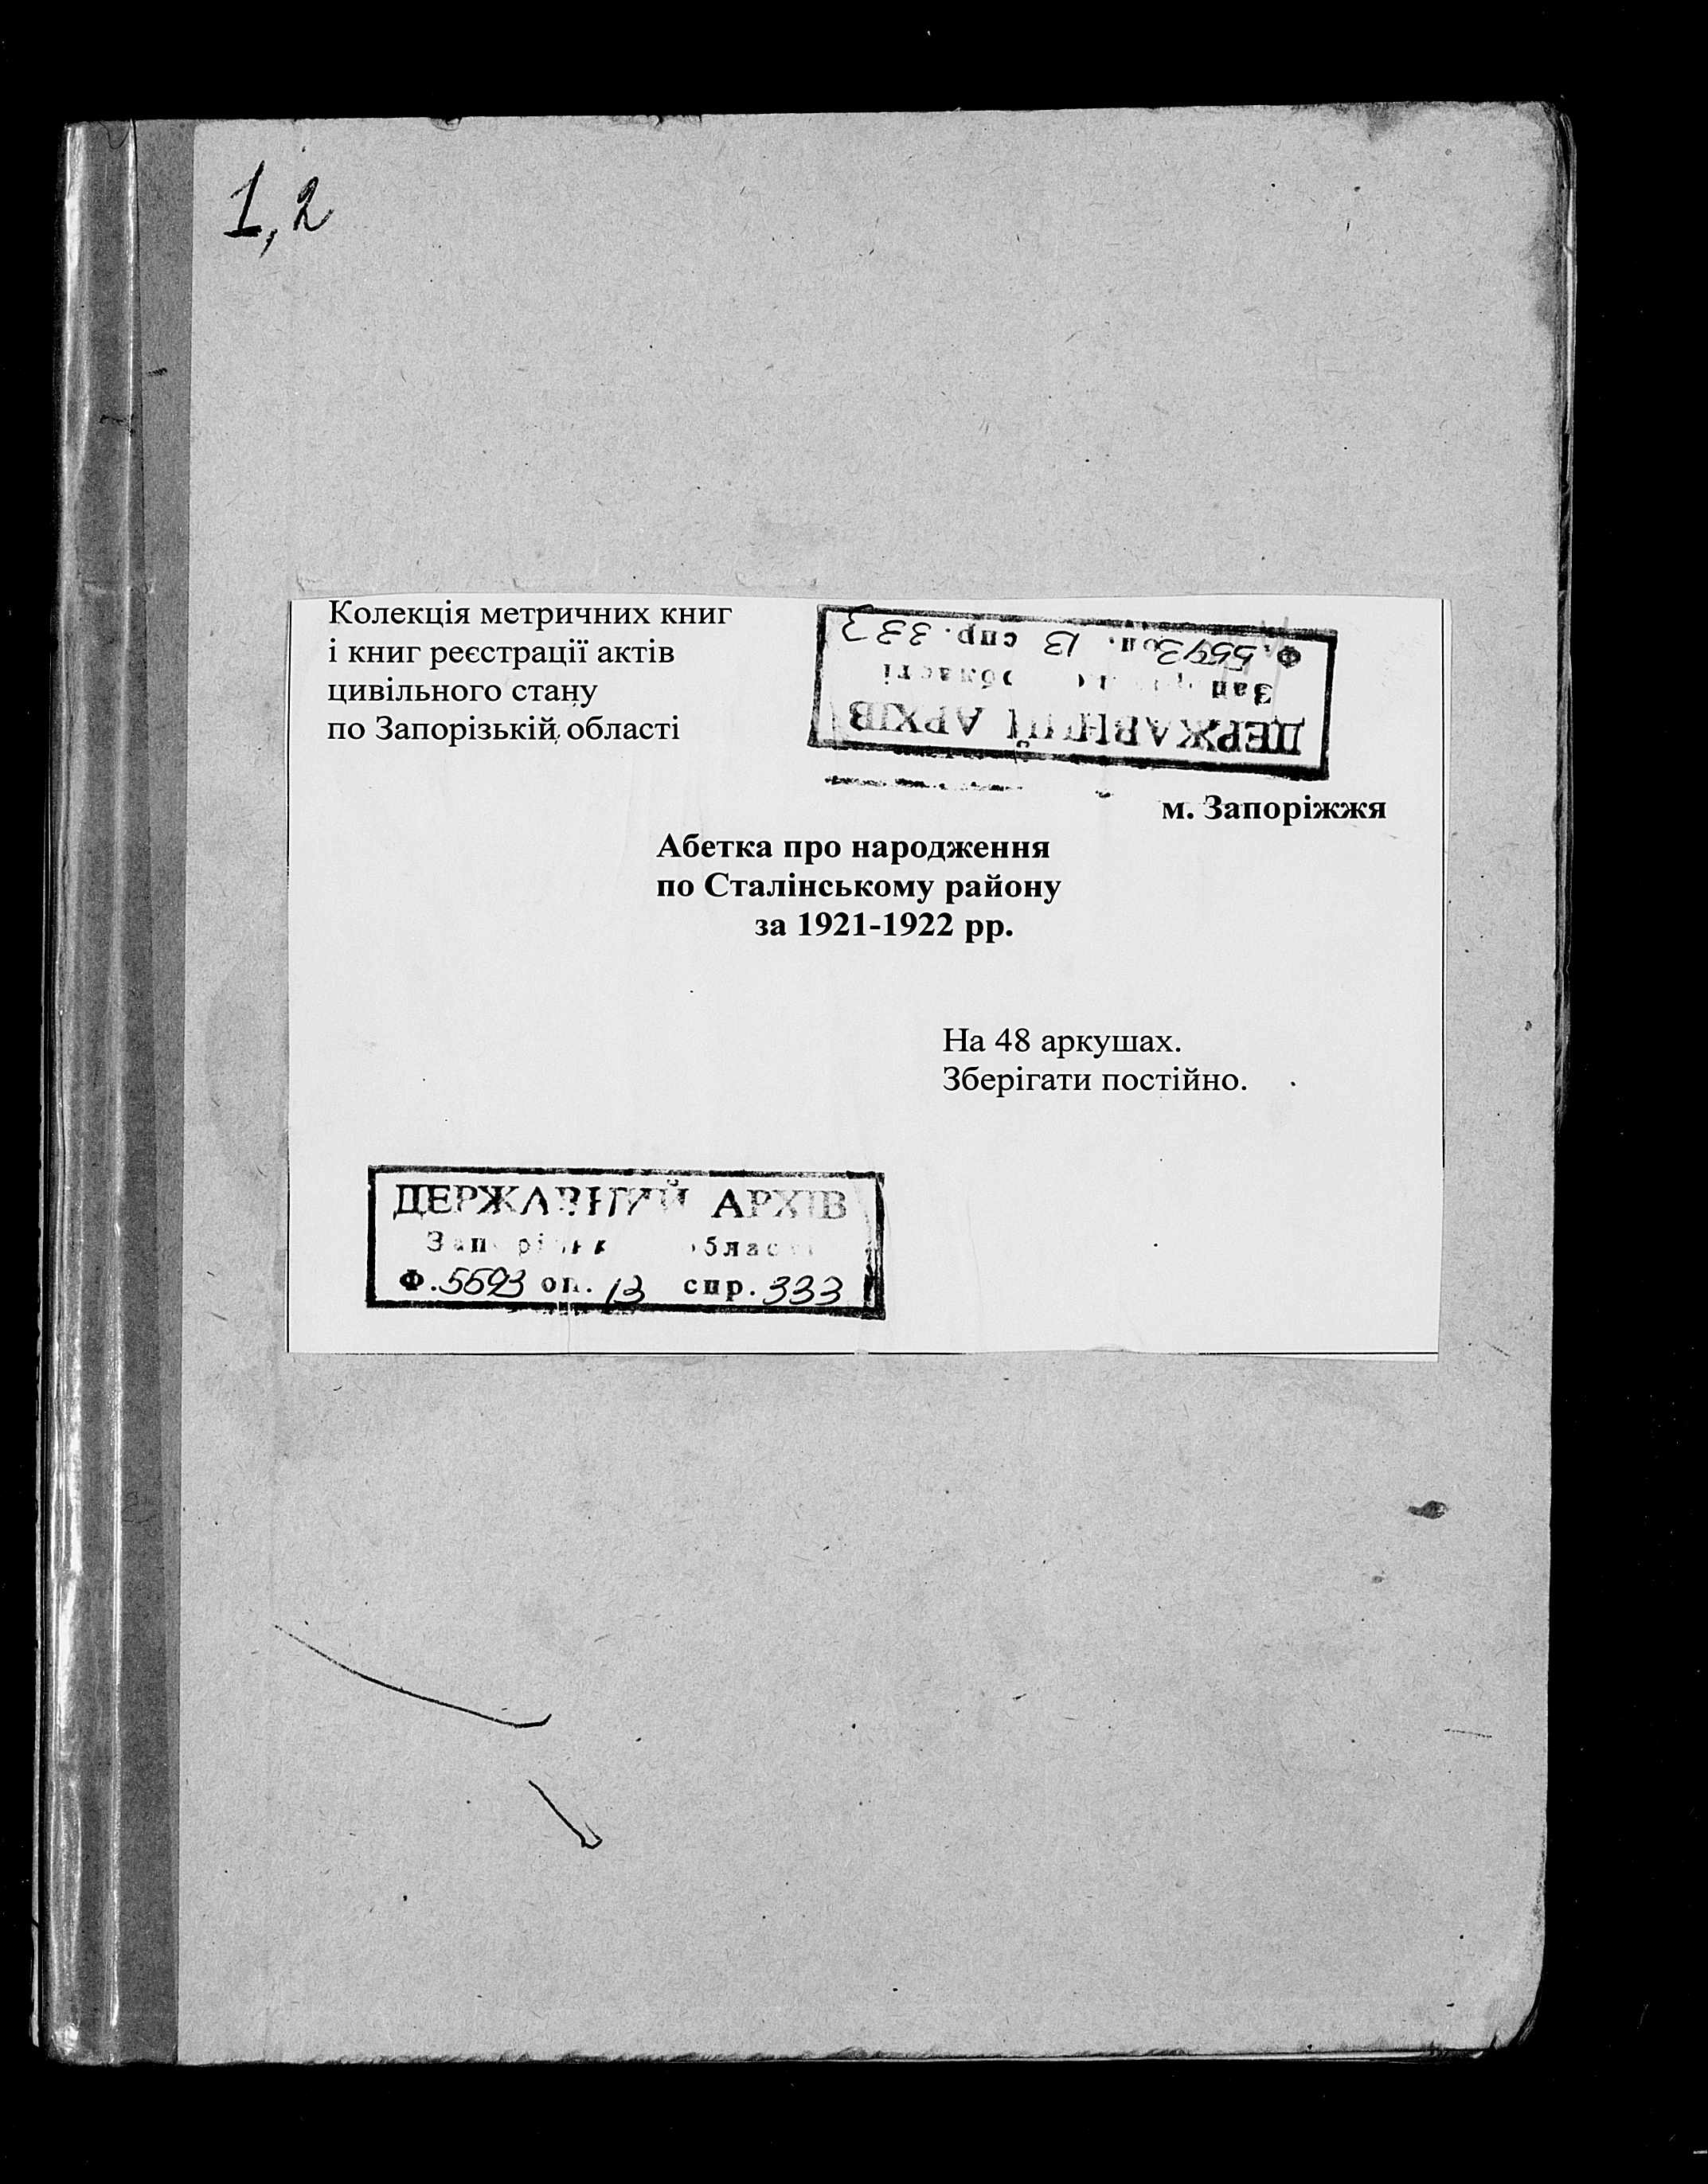 1,2
Колекція метричних книг
і книг реєстрації актів
цивільного стану
по Запорізькій області
ДЕРЖАВНИЙ АРХІВ
Ф. 5593 оп. 13 спр. 333
м. Запоріжжя
Абетка про народження
по Сталінському району
за 1921-1922 рр.
На 48 аркушах.
Зберігати постійно.
ДЕРЖАВНИЙ АРХІВ
Ф. 5593 оп. 13 спр. 333